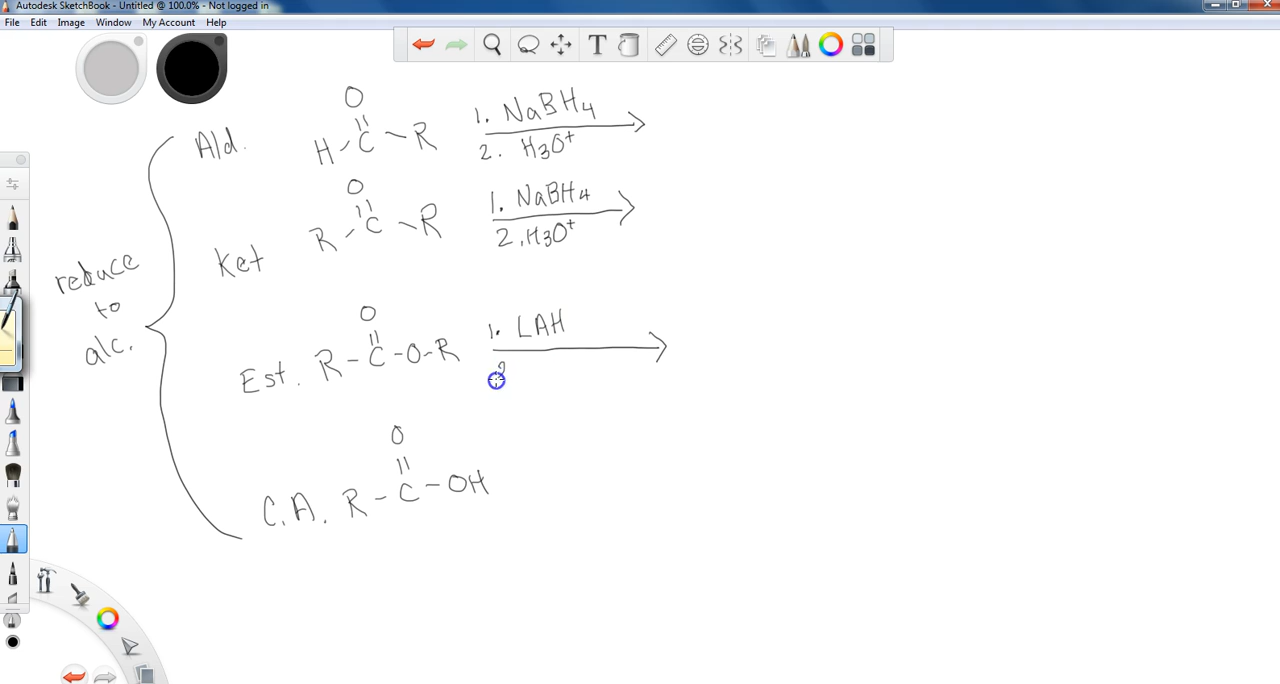 Autodesk SketchBook - Untitled @ 100.0% - Not logged in
File Edit Image Window My Account Help
T
reduce
to
alc.
Ald.
O
H - C - R
1. NaBH4
2. H3O+
Ket
O
R - C - R
1. NaBH4
2. H3O+
Est.
O
R - C - O - R
1. LAH
2
C.A.
O
R - C - OH